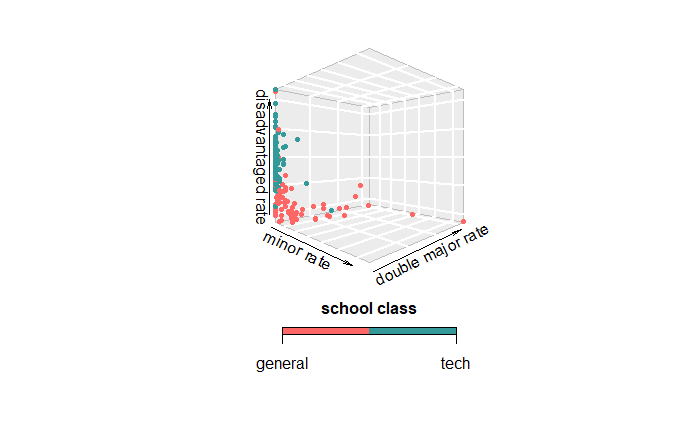 disadvantaged rate
minor rate
double major rate
school class
general
tech